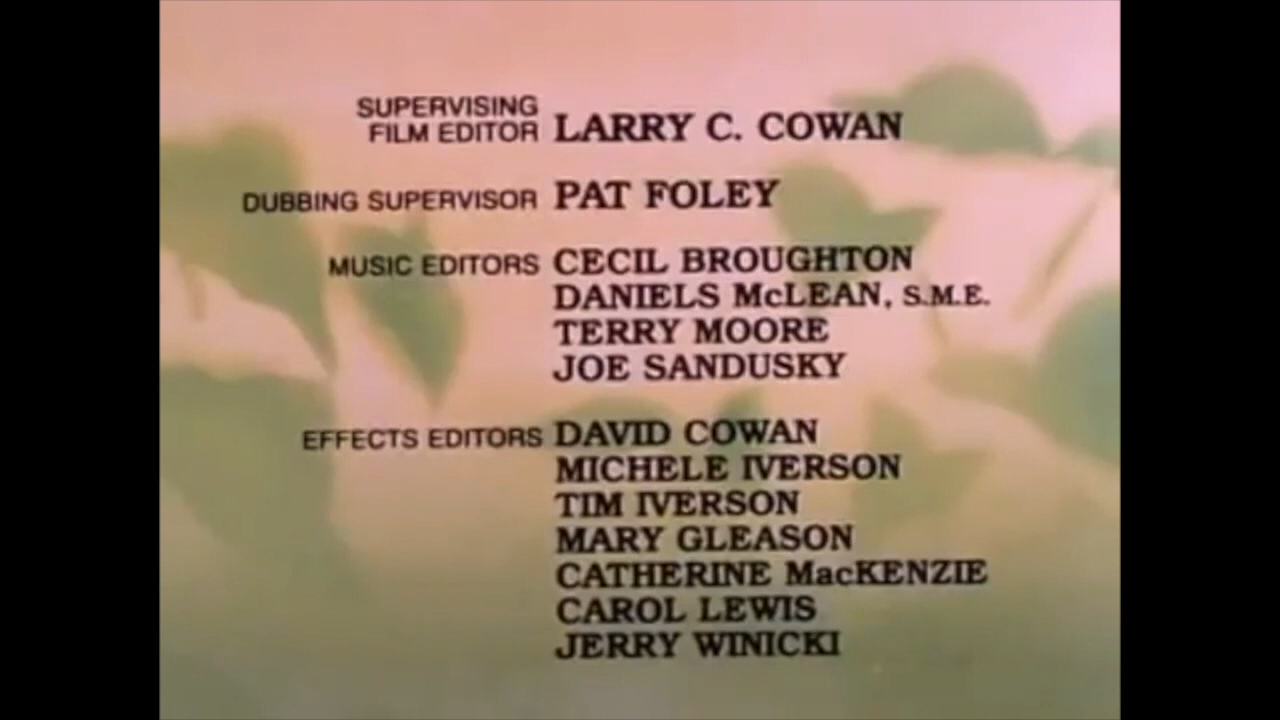 SUPERVISING
FILM EDITOR LARRY C. COWAN
DUBBING SUPERVISOR PAT FOLEY
MUSIC EDITORS CECIL BROUGHTON
DANIELS McLEAN, S.M.E.
TERRY MOORE
JOE SANDUSKY
EFFECTS EDITORS DAVID COWAN
MICHELE IVERSON
TIM IVERSON
MARY GLEASON
CATHERINE MacKENZIE
CAROL LEWIS
JERRY WINICKI